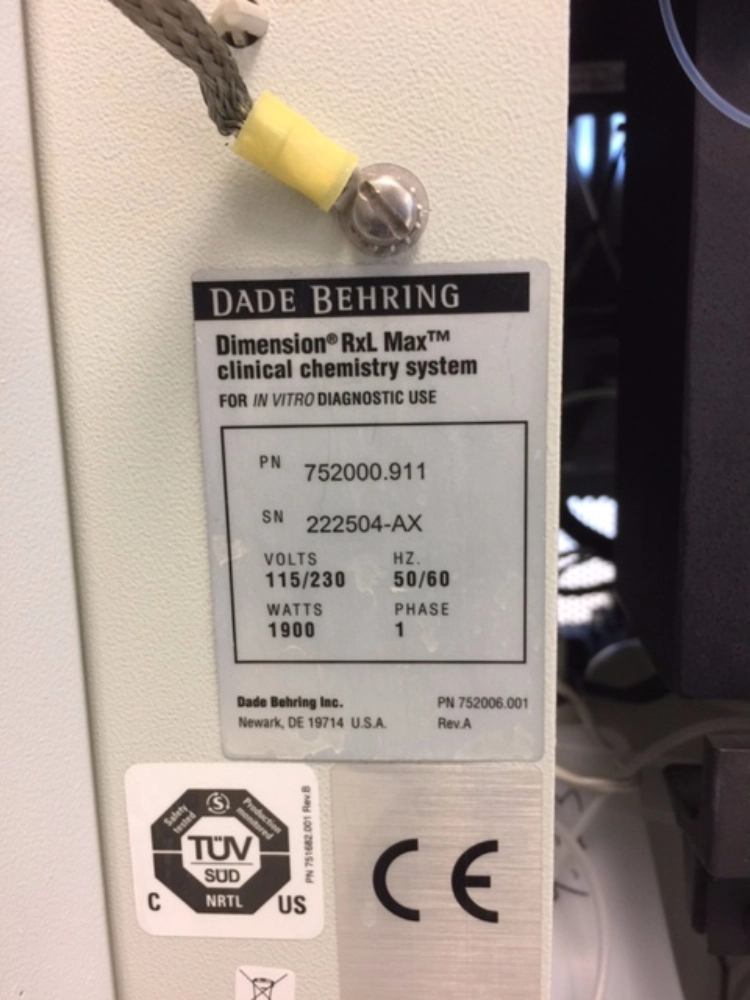 DADE BEHRING
Dimension® RxL Max™
clinical chemistry system
FOR IN VITRO DIAGNOSTIC USE
PN 752000.911
SN 222504-AX
VOLTS HZ.
115/230 50/60
WATTS PHASE
1900 1
Dade Behring Inc. PN 752006.001
Newark, DE 19714 U.S.A. Rev.A
Safety tested
S
Production monitored
TÜV
SÜD
NRTL
C US
PN 751682.001 Rev.B
CE